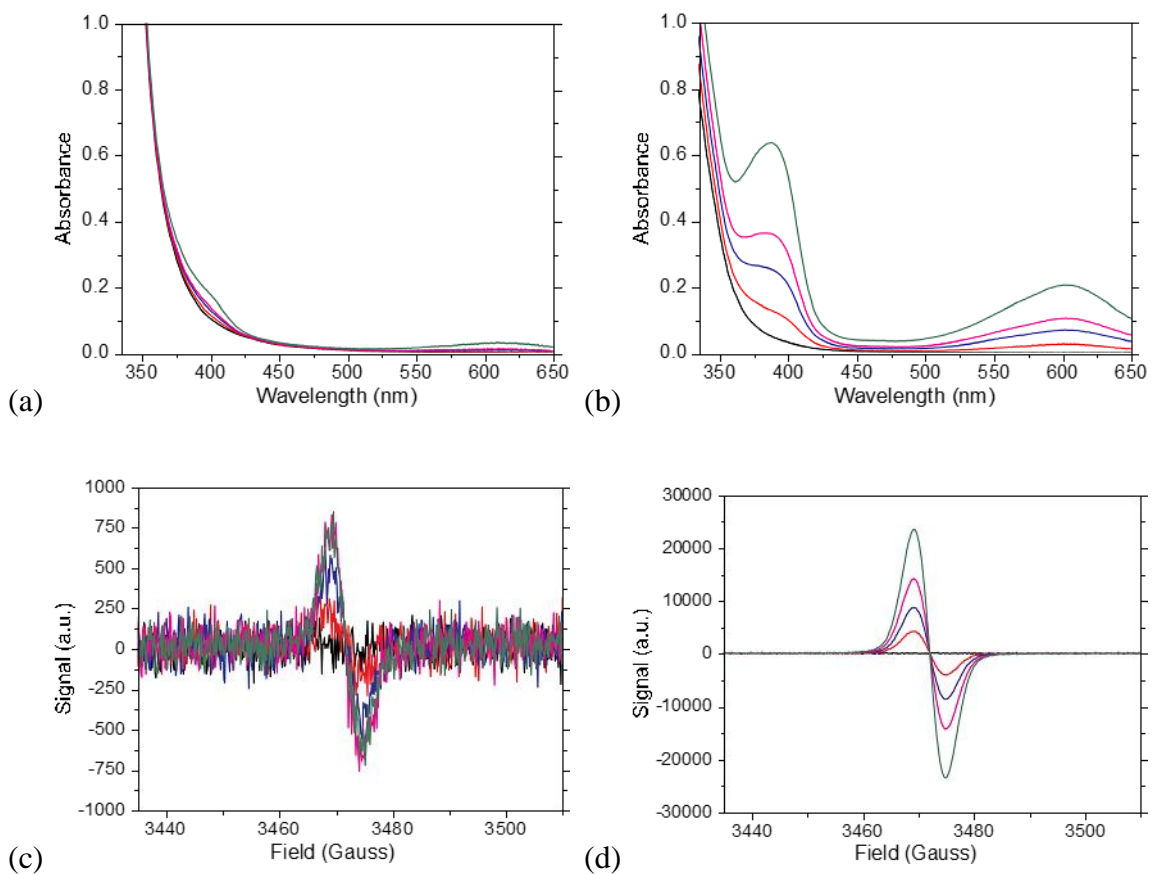 1.0
0.8
0.6
0.4
0.2
0.0
Absorbance
350 400 450 500 550 600 650
Wavelength (nm)
(a)
1.0
0.8
0.6
0.4
0.2
0.0
Absorbance
350 400 450 500 550 600 650
Wavelength (nm)
(b)
1000
750
500
250
0
-250
-500
-750
-1000
Signal (a.u.)
3440 3460 3480 3500
Field (Gauss)
(c)
30000
20000
10000
0
-10000
-20000
-30000
Signal (a.u.)
3440 3460 3480 3500
Field (Gauss)
(d)